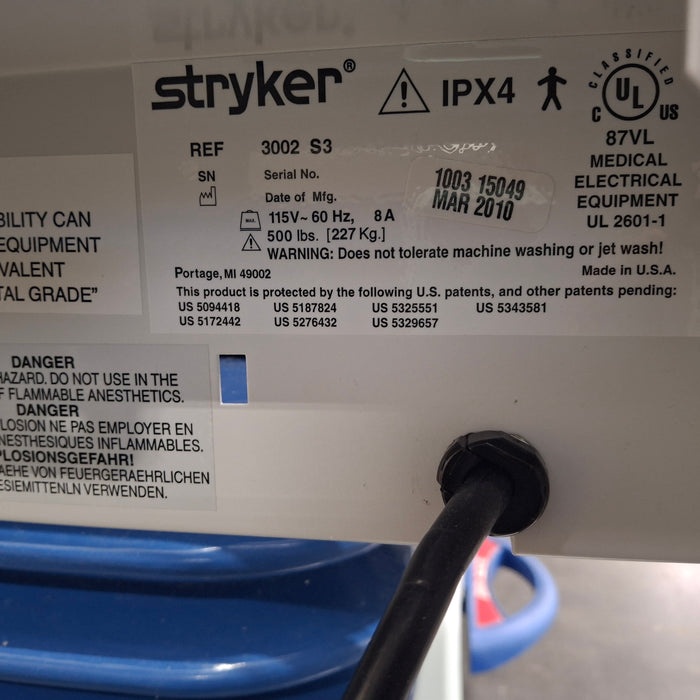 stryker®
IPX4
CLASSIFIED
C UL US
REF 3002 S3
87VL
MEDICAL
ELECTRICAL
EQUIPMENT
UL 2601-1
SN Serial No.
1003 15049
MAR 2010
Date of Mfg.
115V~ 60 Hz, 8 A
MAX. 500 lbs. [227 Kg.]
WARNING: Does not tolerate machine washing or jet wash!
Portage, MI 49002
Made in U.S.A.
This product is protected by the following U.S. patents, and other patents pending:
US 5094418 US 5187824 US 5325551 US 5343581
US 5172442 US 5276432 US 5329657
BILITY CAN
EQUIPMENT
VALENT
TAL GRADE"
DANGER
HAZARD. DO NOT USE IN THE
F FLAMMABLE ANESTHETICS.
DANGER
LOSION NE PAS EMPLOYER EN
NESTHESIQUES INFLAMMABLES.
PLOSIONSGEFAHR!
AEHE VON FEUERGERAEHRLICHEN
ESIEMITTENLN VERWENDEN.